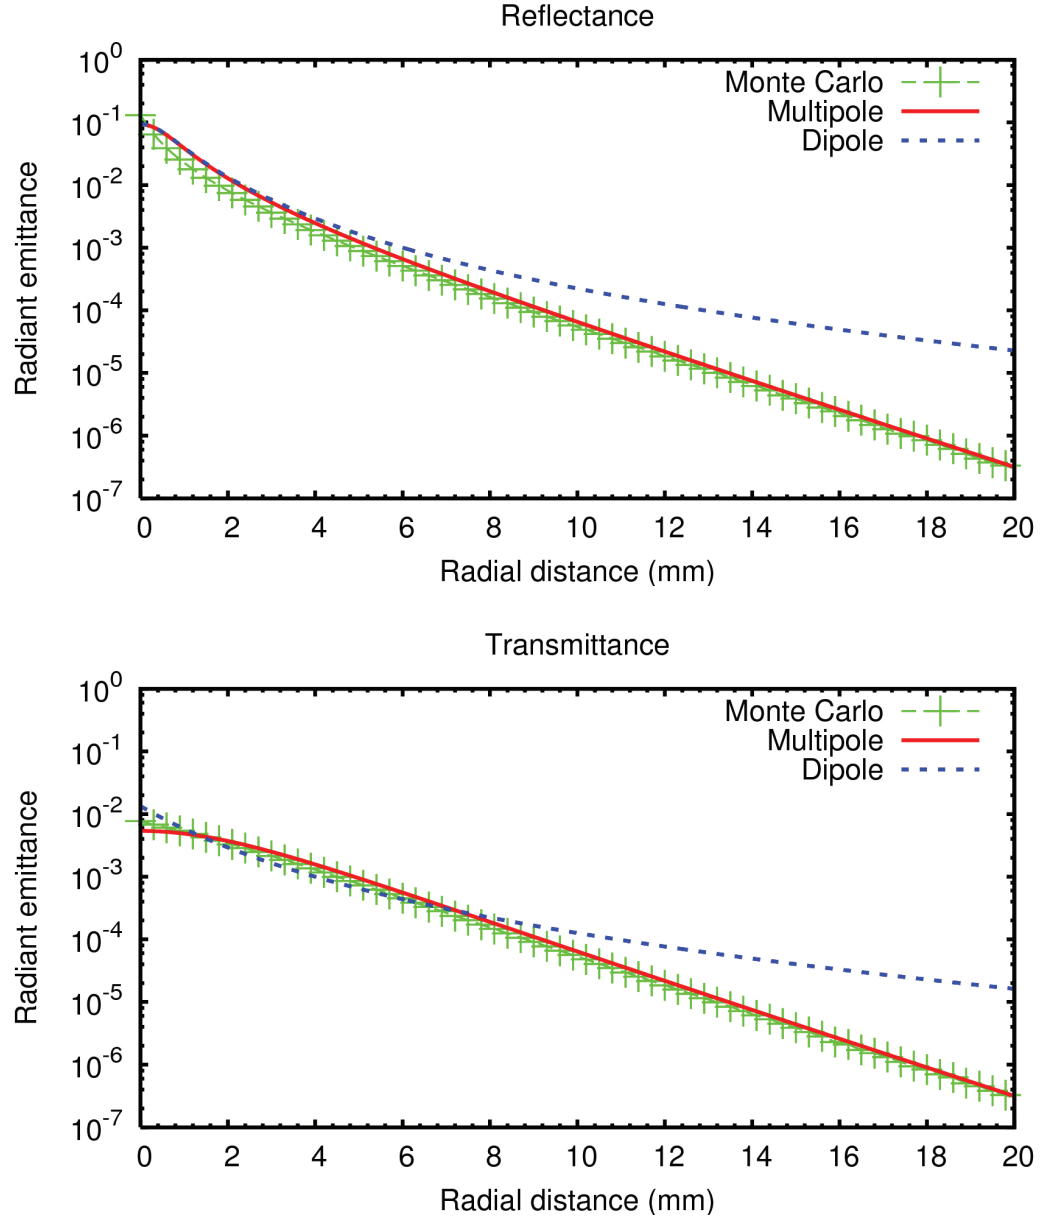 Reflectance
10^0
10^-1
10^-2
10^-3
10^-4
10^-5
10^-6
10^-7
Radiant emittance
Monte Carlo
Multipole
Dipole
0 2 4 6 8 10 12 14 16 18 20
Radial distance (mm)
Transmittance
10^0
10^-1
10^-2
10^-3
10^-4
10^-5
10^-6
10^-7
Radiant emittance
Monte Carlo
Multipole
Dipole
0 2 4 6 8 10 12 14 16 18 20
Radial distance (mm)